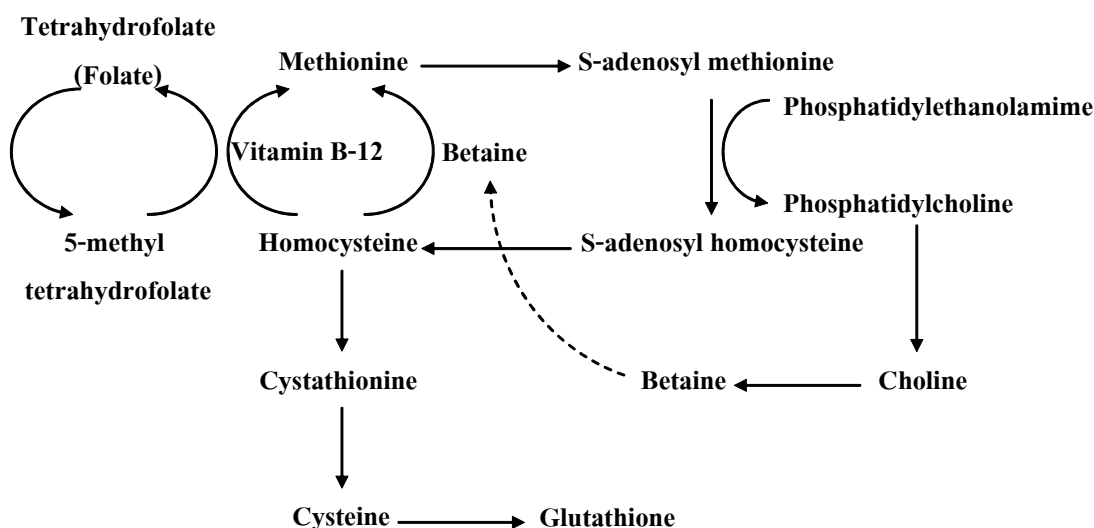 Tetrahydrofolate
(Folate)
Methionine
S-adenosyl methionine
Phosphatidylethanolamime
Vitamin B-12
Betaine
Phosphatidylcholine
5-methyl
tetrahydrofolate
Homocysteine
S-adenosyl homocysteine
Cystathionine
Betaine
Choline
Cysteine
Glutathione